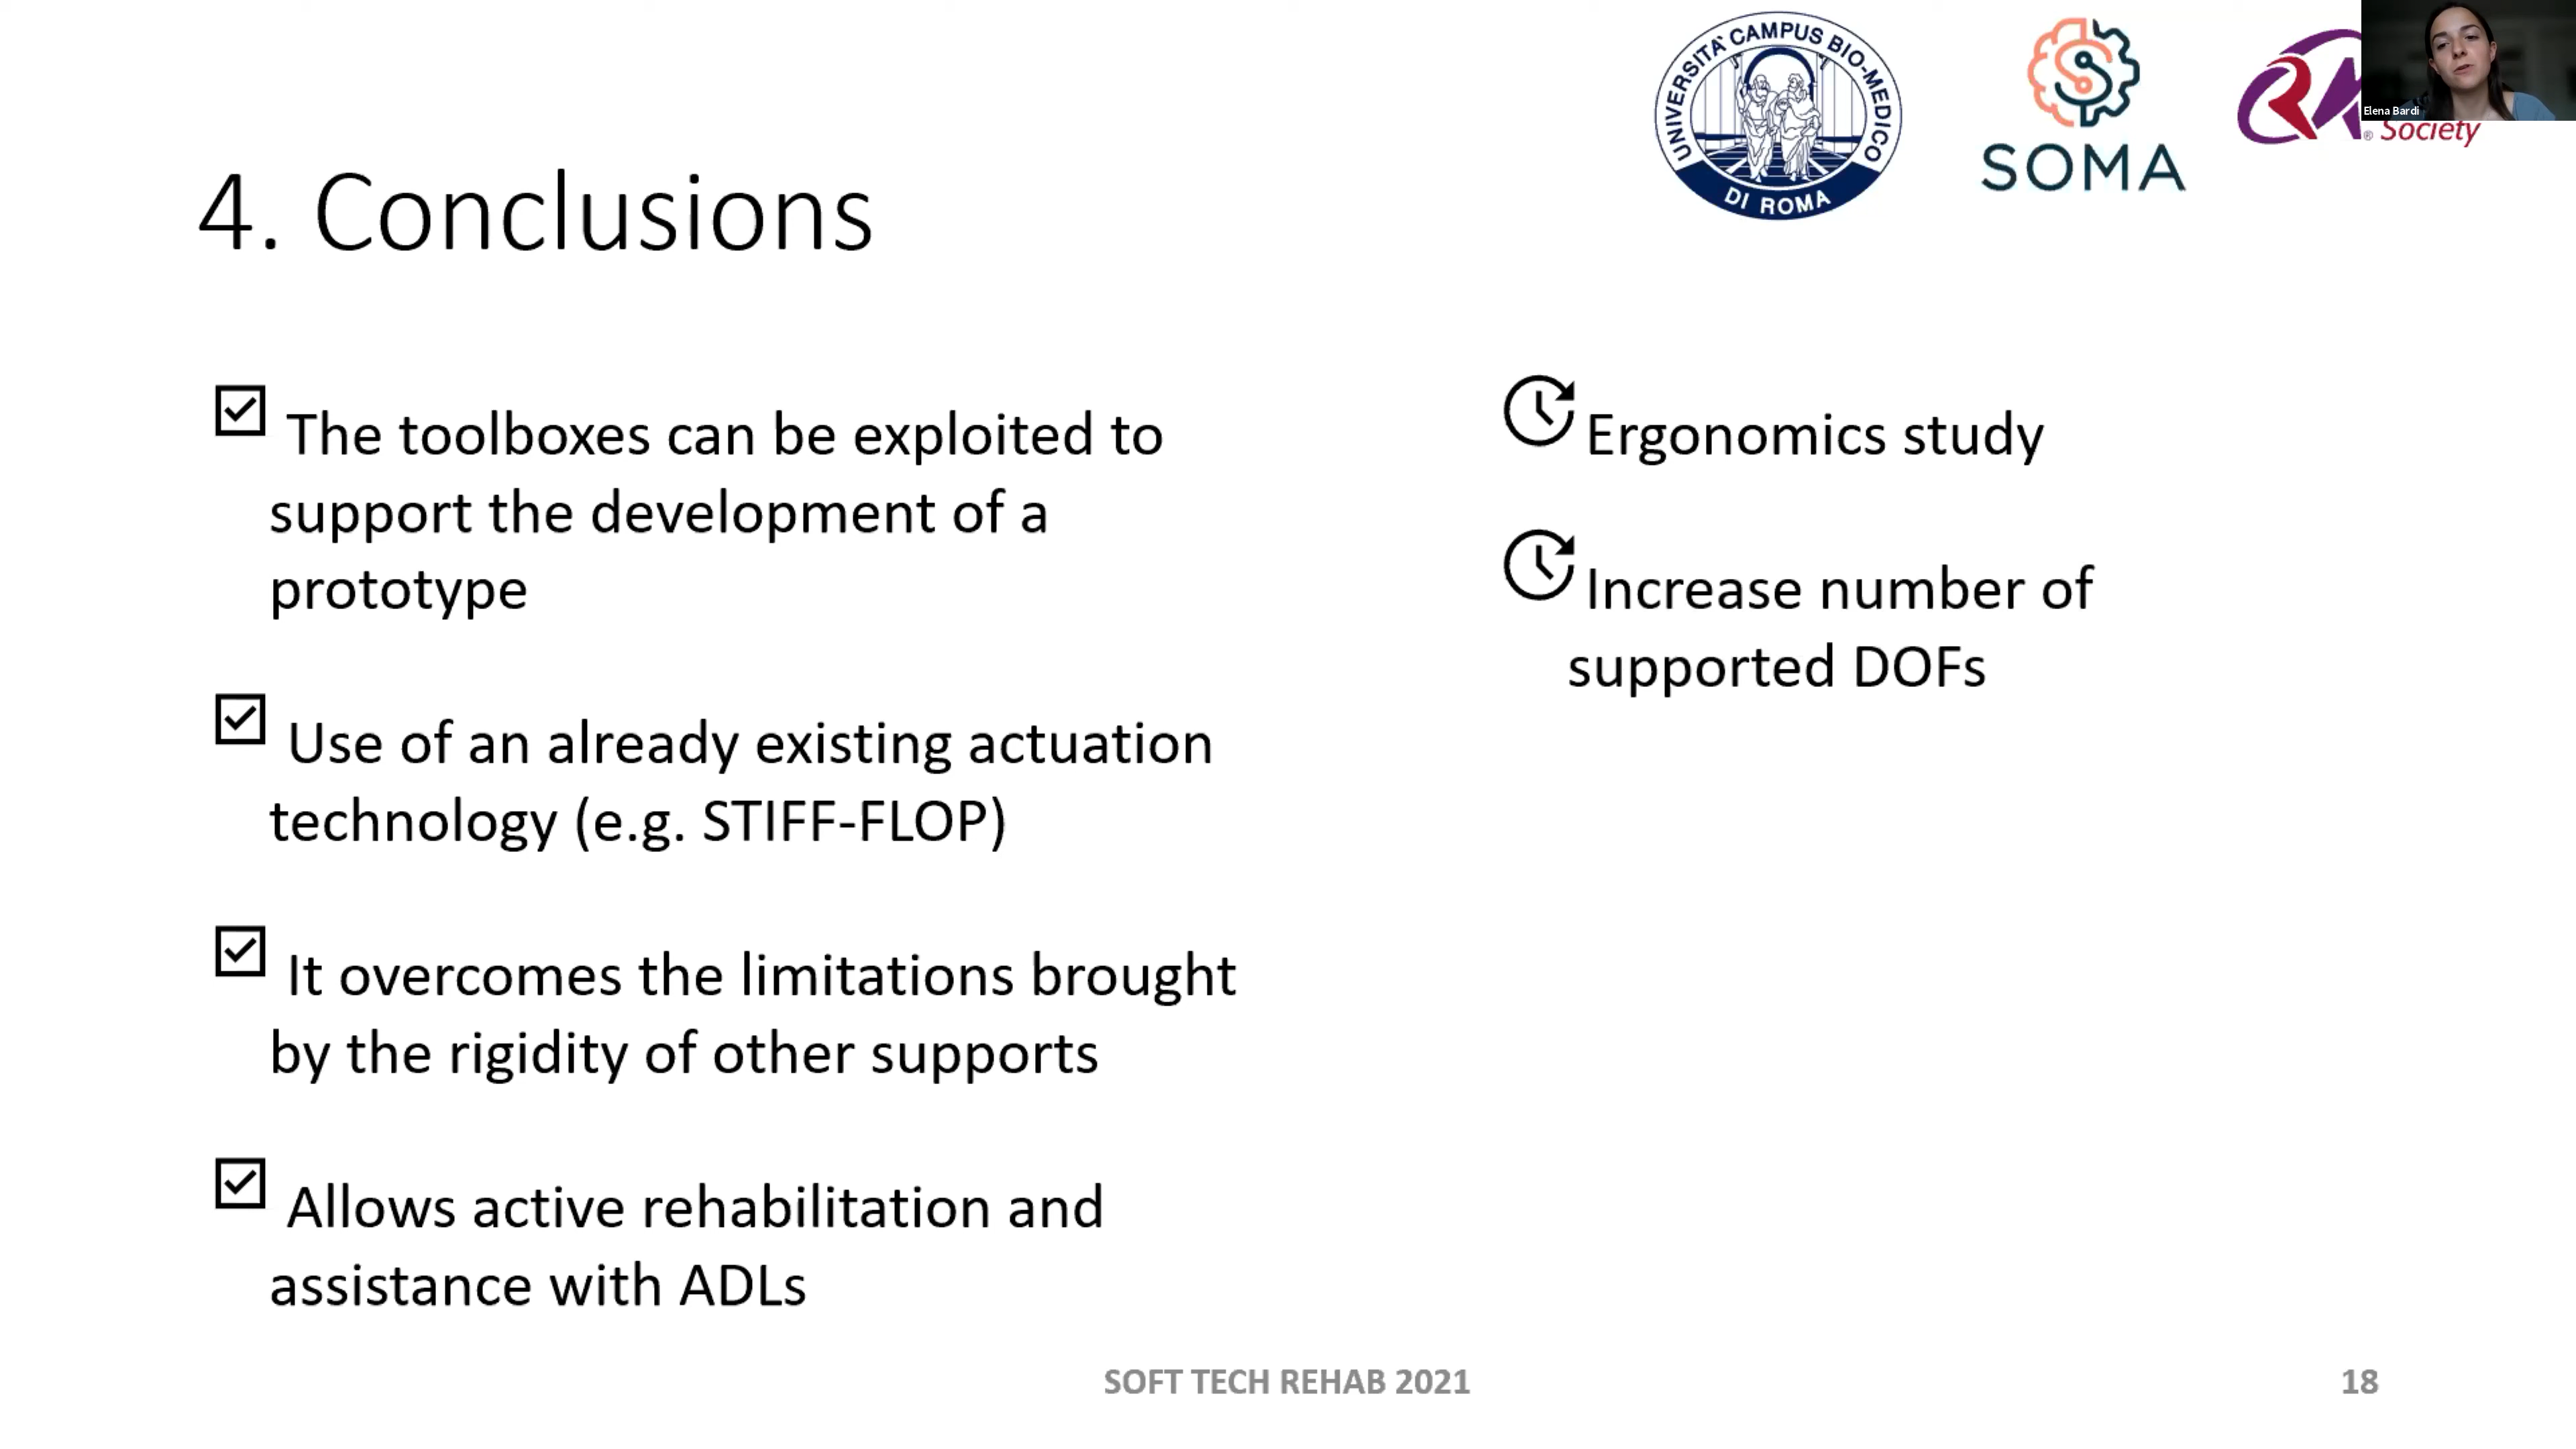 UNIVERSITA' CAMPUS BIO-MEDICO
DI ROMA
SOMA
Elena Bardi
® Society
4. Conclusions
The toolboxes can be exploited to
support the development of a
prototype
Use of an already existing actuation
technology (e.g. STIFF-FLOP)
It overcomes the limitations brought
by the rigidity of other supports
Allows active rehabilitation and
assistance with ADLs
Ergonomics study
Increase number of
supported DOFs
SOFT TECH REHAB 2021
18